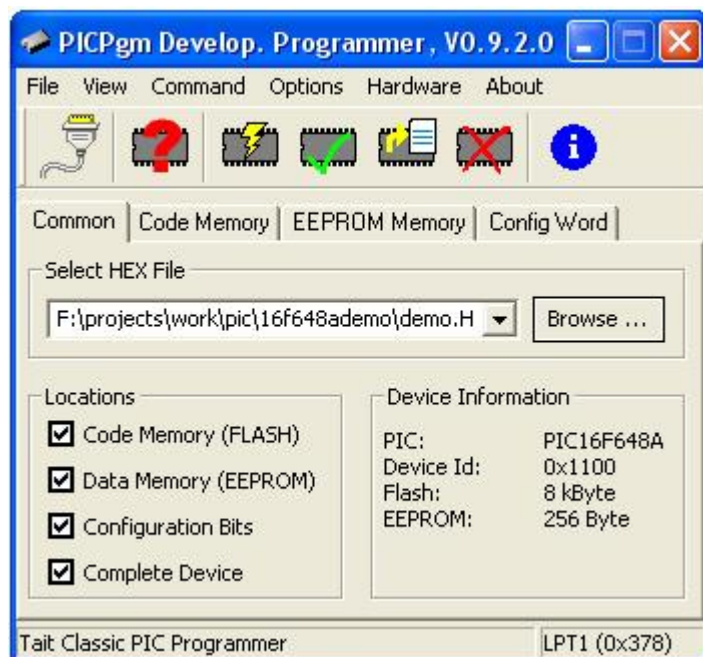 PICPgm Develop. Programmer, V0.9.2.0
File View Command Options Hardware About
Common Code Memory EEPROM Memory Config Word
Select HEX File
F:\projects\work\pic\16f648ademo\demo.H Browse ...
Locations
Code Memory (FLASH)
Data Memory (EEPROM)
Configuration Bits
Complete Device
Device Information
PIC: PIC16F648A
Device Id: 0x1100
Flash: 8 kByte
EEPROM: 256 Byte
Tait Classic PIC Programmer LPT1 (0x378)